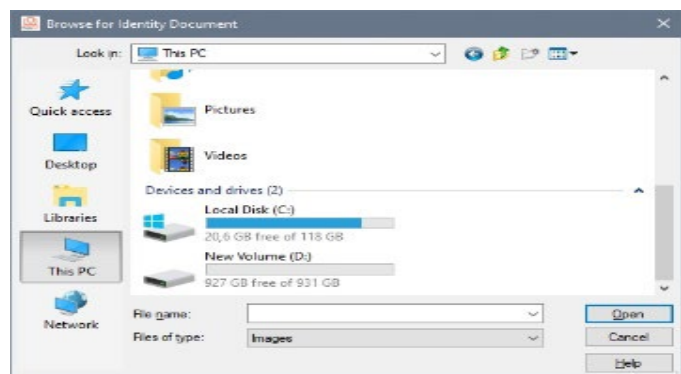 Browse for Identity Document
Look in: This PC
Quick access
Desktop
Libraries
This PC
Network
Pictures
Videos
Devices and drives (2)
Local Disk (C:)
20,6 GB free of 118 GB
New Volume (D:)
927 GB free of 931 GB
File name:
Open
Files of type: Images
Cancel
Help